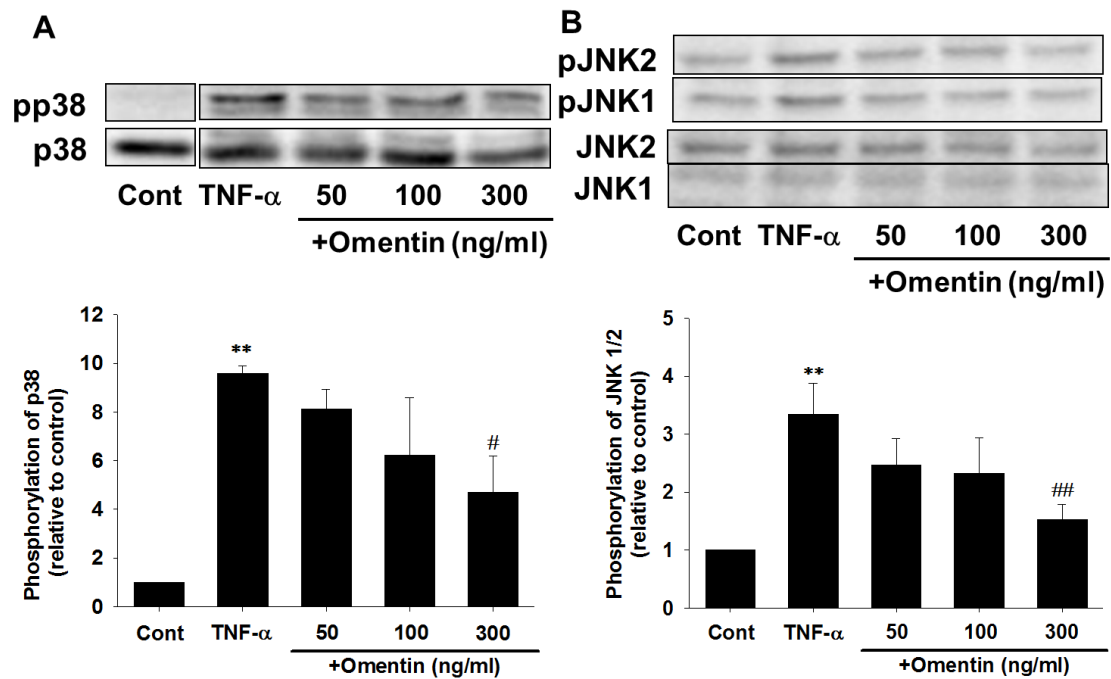 A
pp38
p38
Cont TNF-α 50 100 300
+Omentin (ng/ml)
B
pJNK2
pJNK1
JNK2
JNK1
Cont TNF-α 50 100 300
+Omentin (ng/ml)
Phosphorylation of p38
(relative to control)
12
10
8
6
4
2
0
**
#
Cont TNF-α 50 100 300
+Omentin (ng/ml)
Phosphorylation of JNK 1/2
(relative to control)
5
4
3
2
1
0
**
##
Cont TNF-α 50 100 300
+Omentin (ng/ml)